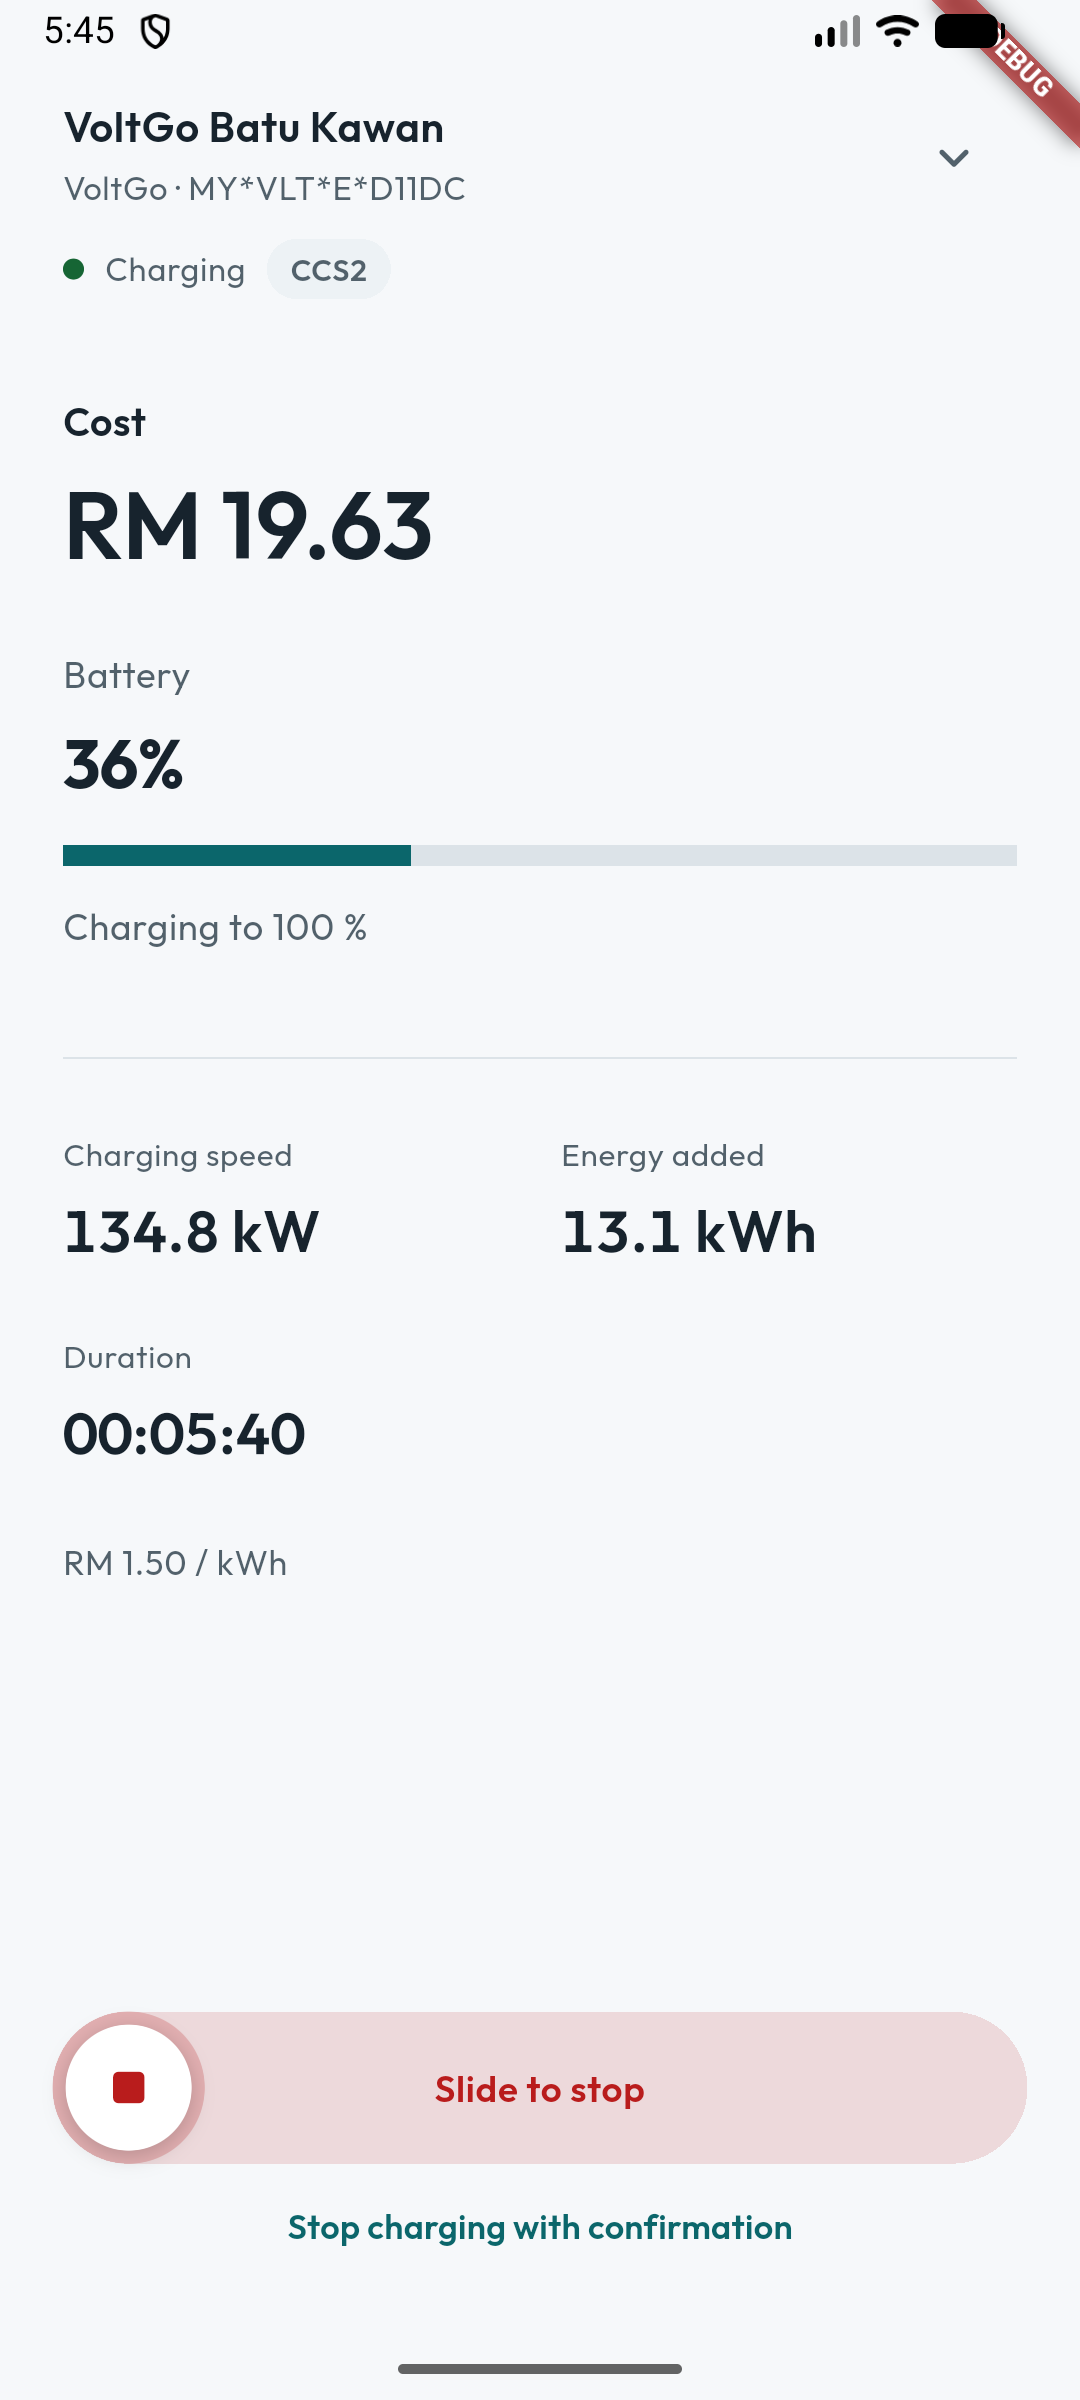 5:45
EBUG
VoltGo Batu Kawan
VoltGo · MY*VLT*E*D11DC
Charging
CCS2
Cost
RM 19.63
Battery
36%
Charging to 100 %
Charging speed
Energy added
134.8 kW
13.1 kWh
Duration
00:05:40
RM 1.50 / kWh
Slide to stop
Stop charging with confirmation